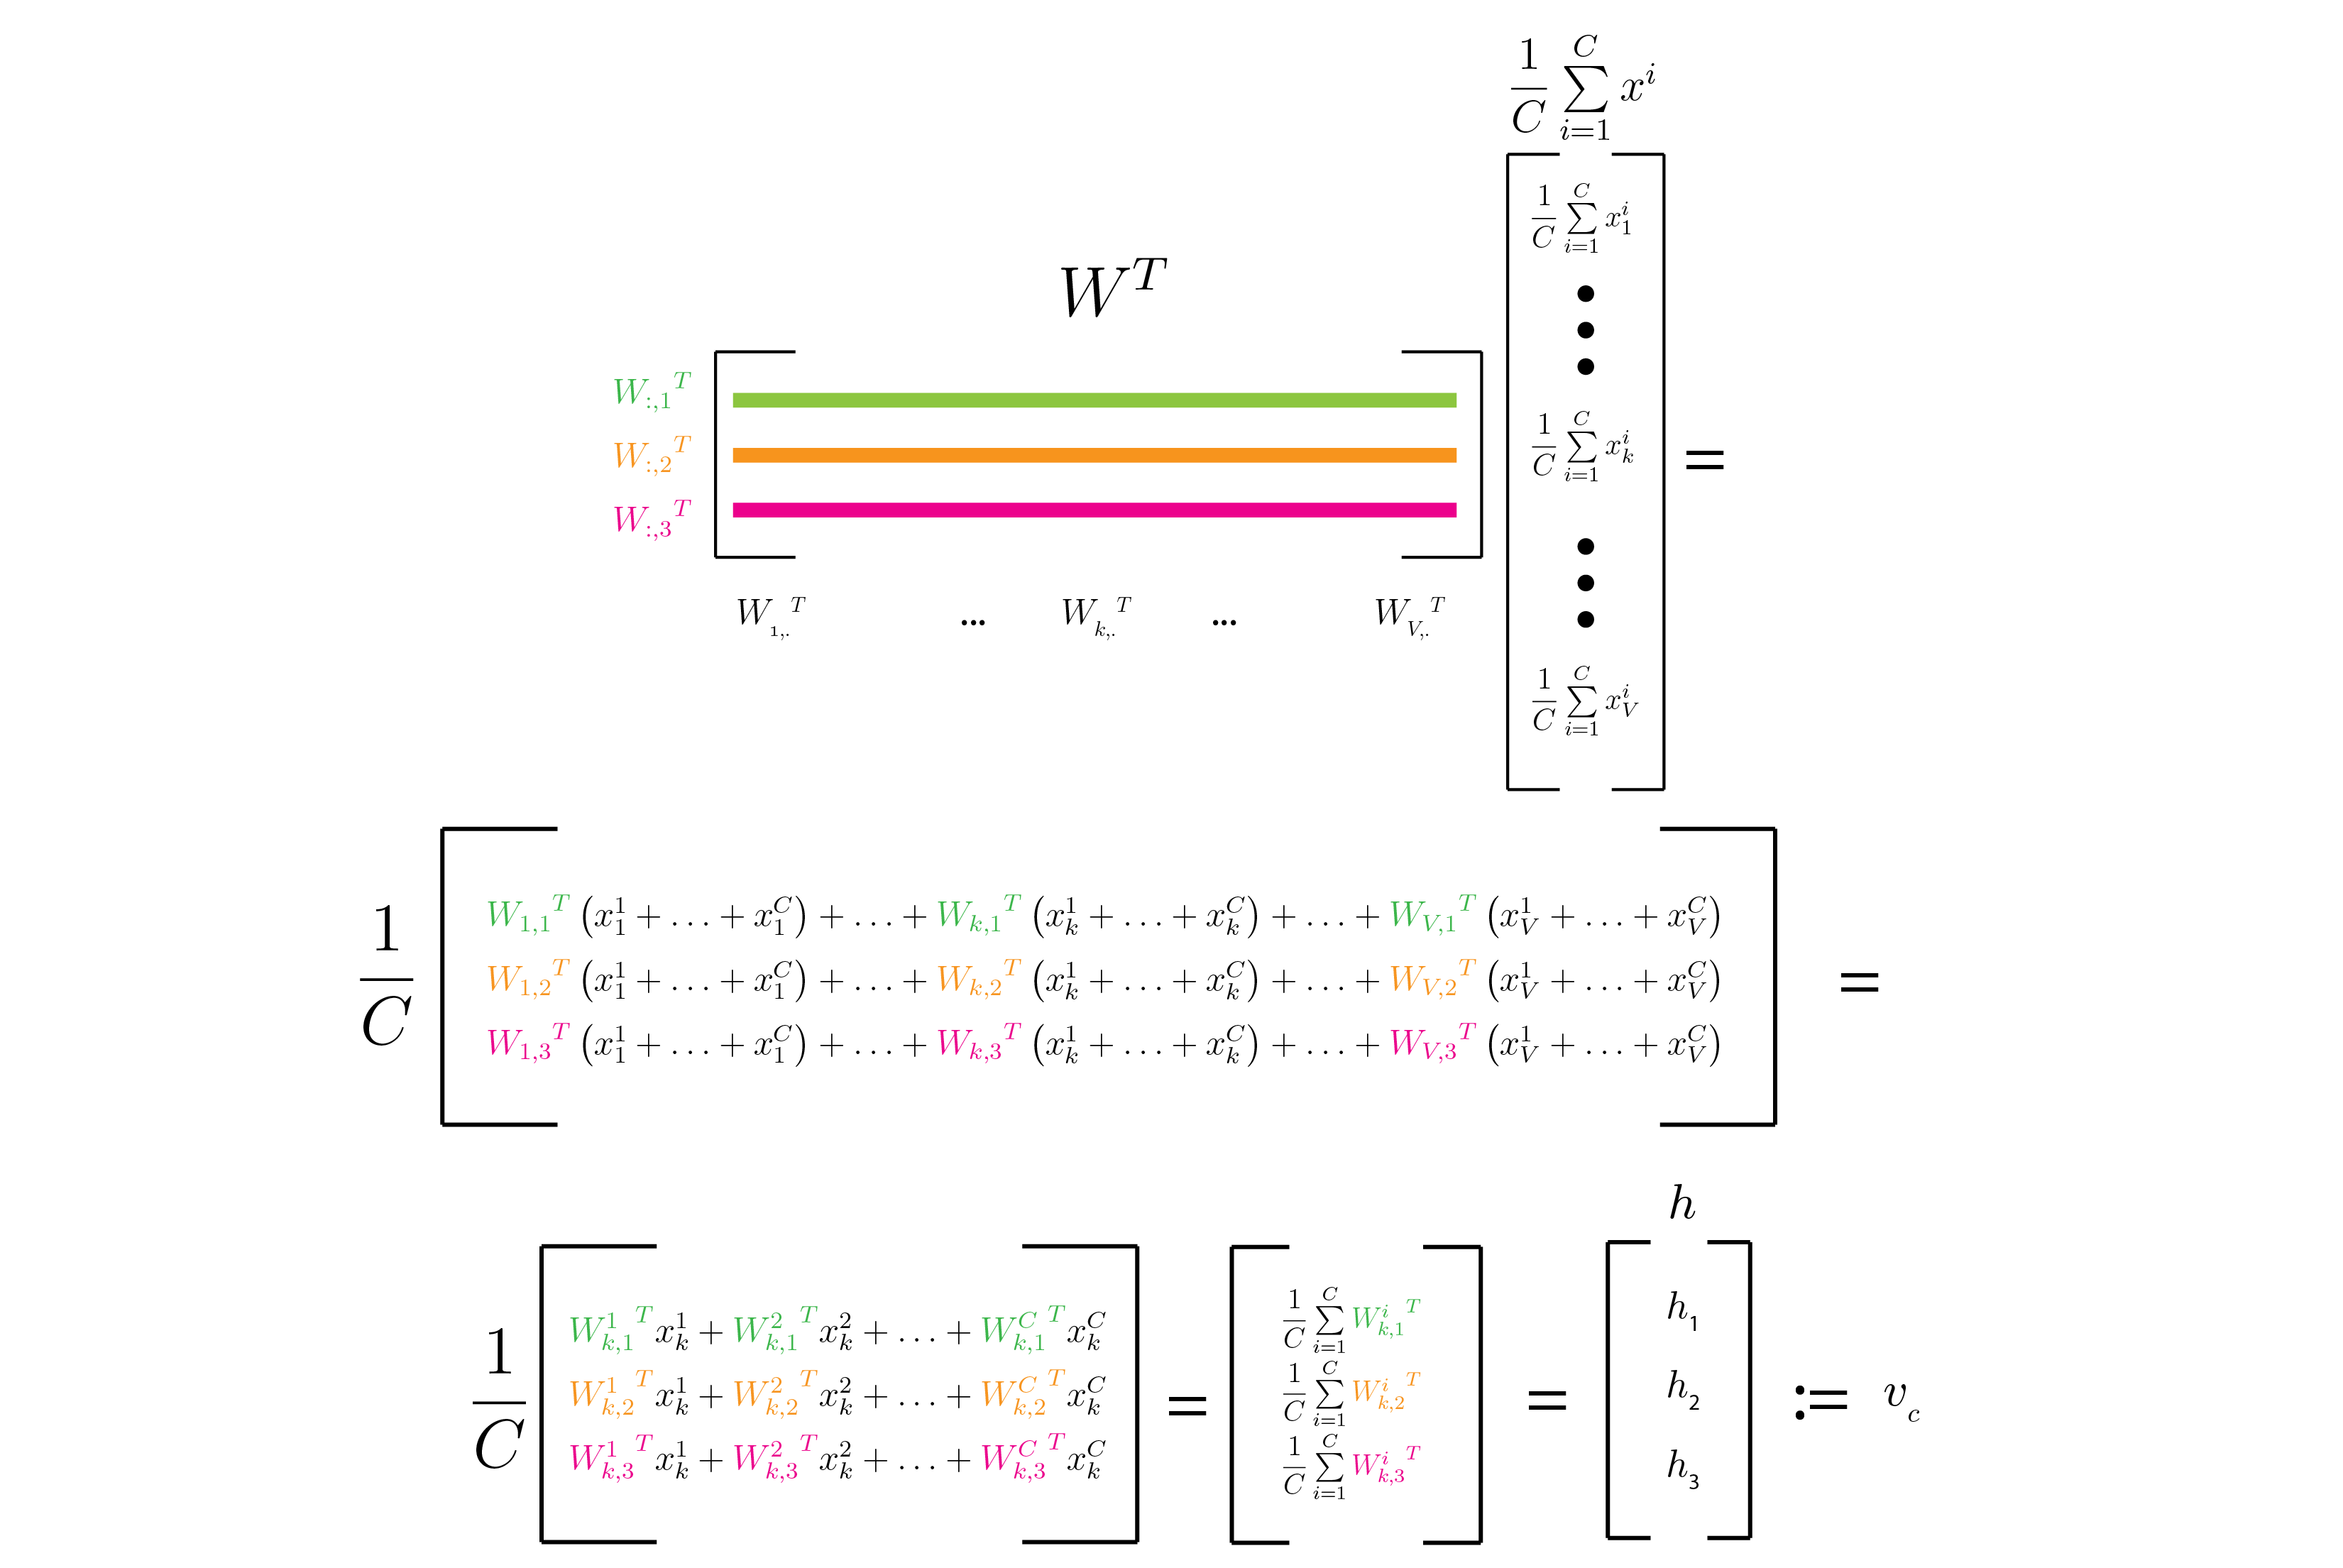 $\frac{1}{C}\sum_{i=1}^{C} x^i$
$\frac{1}{C}\sum_{i=1}^{C} x_1^i$
$W^T$
${W_{:,1}}^T$
${W_{:,2}}^T$
$\frac{1}{C}\sum_{i=1}^{C} x_k^i$ =
${W_{:,3}}^T$
${W_{1,.}}^T$ ... ${W_{k,.}}^T$ ... ${W_{V,.}}^T$
$\frac{1}{C}\sum_{i=1}^{C} x_V^i$
${W_{1,1}}^T (x_1^1 + \ldots + x_1^C) + \ldots + {W_{k,1}}^T (x_k^1 + \ldots + x_k^C) + \ldots + {W_{V,1}}^T (x_V^1 + \ldots + x_V^C)$
$\frac{1}{C}$ ${W_{1,2}}^T (x_1^1 + \ldots + x_1^C) + \ldots + {W_{k,2}}^T (x_k^1 + \ldots + x_k^C) + \ldots + {W_{V,2}}^T (x_V^1 + \ldots + x_V^C)$ =
${W_{1,3}}^T (x_1^1 + \ldots + x_1^C) + \ldots + {W_{k,3}}^T (x_k^1 + \ldots + x_k^C) + \ldots + {W_{V,3}}^T (x_V^1 + \ldots + x_V^C)$
$h$
${W_{k,1}^1}^T x_k^1 + {W_{k,1}^2}^T x_k^2 + \ldots + {W_{k,1}^C}^T x_k^C$ $\frac{1}{C}\sum_{i=1}^{C} {W_{k,1}^i}^T$ $h_1$
$\frac{1}{C}$ ${W_{k,2}^1}^T x_k^1 + {W_{k,2}^2}^T x_k^2 + \ldots + {W_{k,2}^C}^T x_k^C$ = $\frac{1}{C}\sum_{i=1}^{C} {W_{k,2}^i}^T$ = $h_2$ := $v_c$
${W_{k,3}^1}^T x_k^1 + {W_{k,3}^2}^T x_k^2 + \ldots + {W_{k,3}^C}^T x_k^C$ $\frac{1}{C}\sum_{i=1}^{C} {W_{k,3}^i}^T$ $h_3$